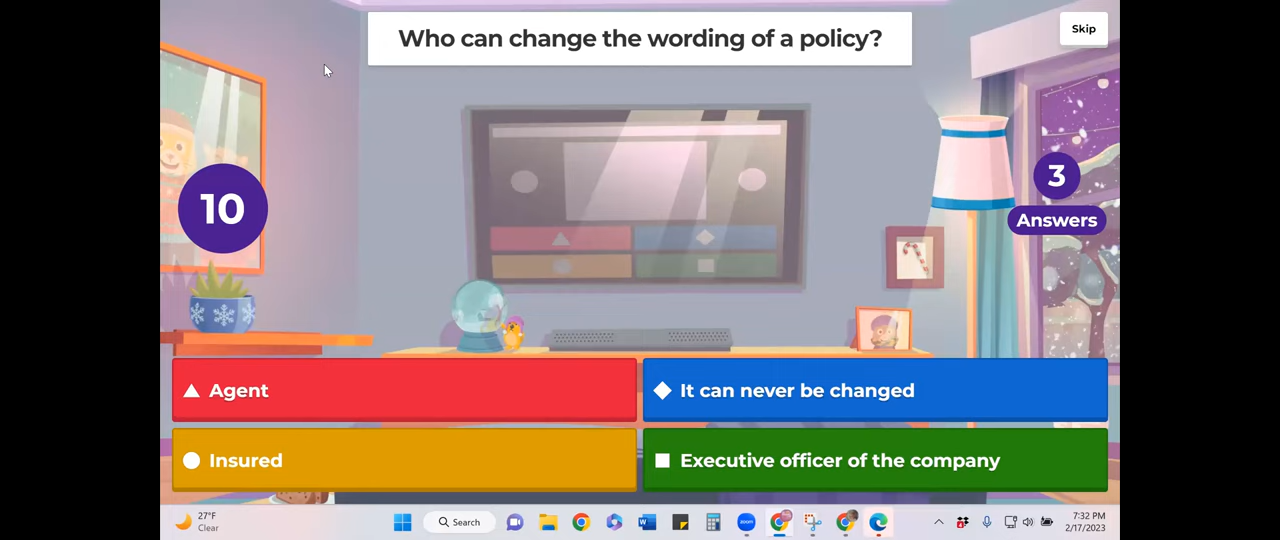 Who can change the wording of a policy?
Skip
10
3
Answers
Agent
It can never be changed
Insured
Executive officer of the company
27°F
Clear
Search
7:32 PM
2/17/2023